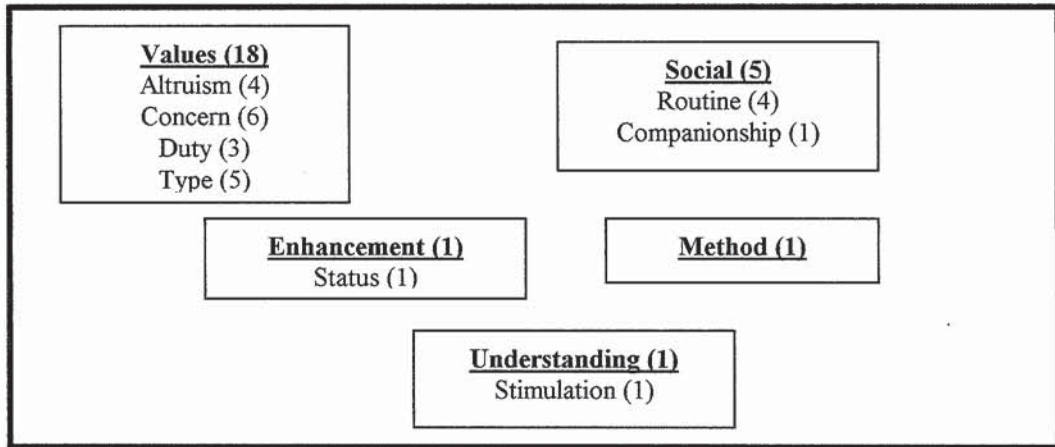 Values (18)
Altruism (4)
Concern (6)
Duty (3)
Type (5)
Social (5)
Routine (4)
Companionship (1)
Enhancement (1)
Status (1)
Method (1)
Understanding (1)
Stimulation (1)